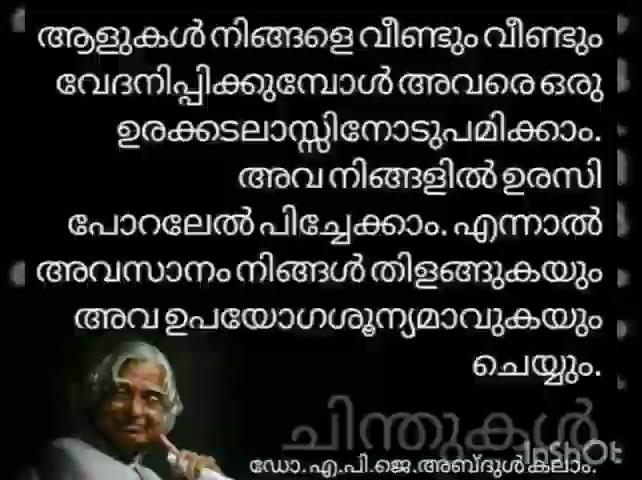 ആളുകൾ നിങ്ങളെ വീണ്ടും വീണ്ടും
വേദനിപ്പിക്കുമ്പോൾ അവരെ ഒരു
ഉരക്കടലാസ്സിനോടുപമിക്കാം.
അവ നിങ്ങളിൽ ഉരസി
പോറലേൽപിച്ചേക്കാം. എന്നാൽ
അവസാനം നിങ്ങൾ തിളങ്ങുകയും
അവ ഉപയോഗശൂന്യമാവുകയും
ചെയ്യും.
ചിന്തുകൾ
InShOt
ഡോ.എ.പി.ജെ.അബ്ദുൾ കലാം.